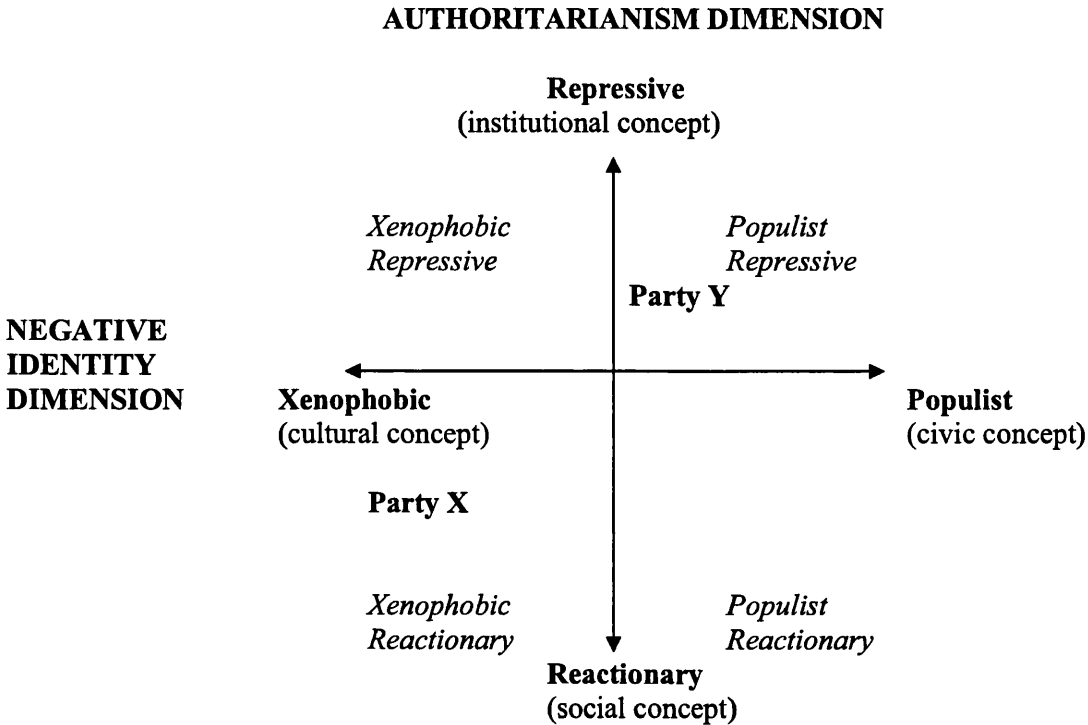 AUTHORITARIANISM DIMENSION
Repressive
(institutional concept)
Xenophobic
Repressive
Populist
Repressive
Party Y
NEGATIVE
IDENTITY
DIMENSION
Xenophobic
(cultural concept)
Populist
(civic concept)
Party X
Xenophobic
Reactionary
Populist
Reactionary
Reactionary
(social concept)